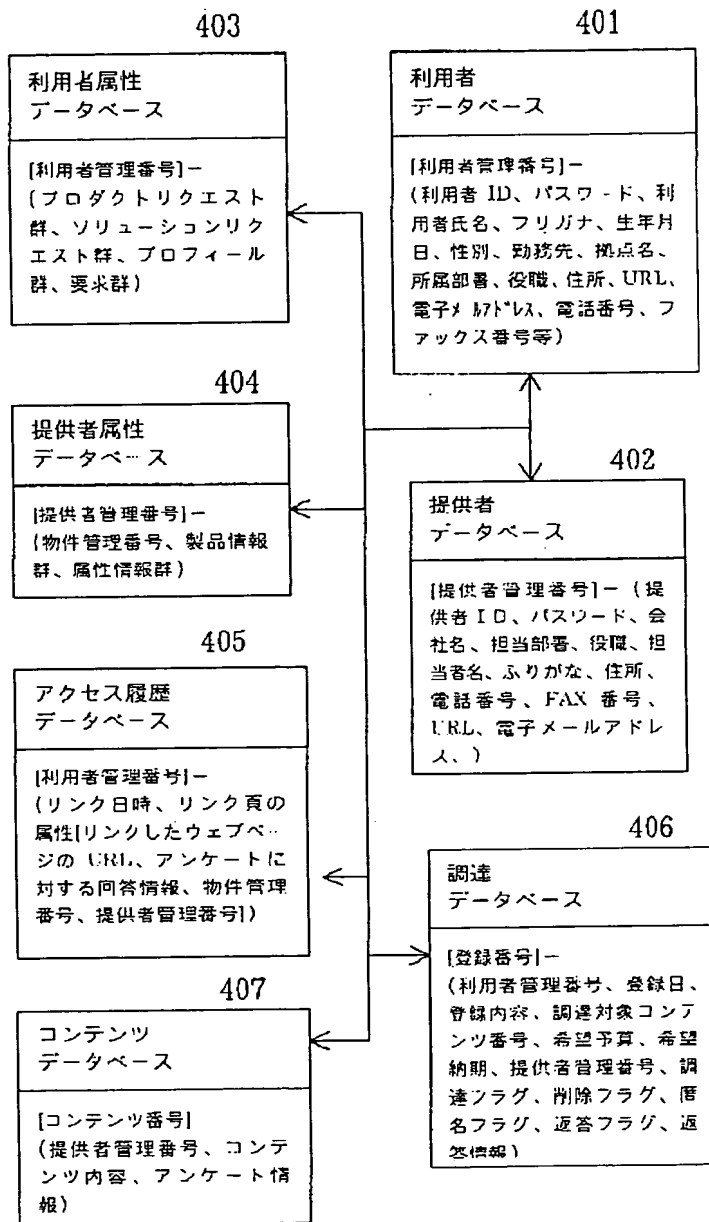 403
利用者属性
データベース
[利用者管理番号]−
(プロダクトリクエスト
群、ソリューションリク
エスト群、プロフィール
群、要求群)
401
利用者
データベース
[利用者管理番号]−
(利用者 ID、パスワード、利
用者氏名、フリガナ、生年月
日、性別、勤務先、拠点名、
所属部署、役職、住所、URL、
電子メールアドレス、電話番号、フ
ァックス番号等)
404
提供者属性
データベース
[提供者管理番号]−
(物件管理番号、製品情報
群、属性情報群)
402
提供者
データベース
[提供者管理番号]−(提
供者ID、パスワード、会
社名、担当部署、役職、担
当者名、ふりがな、住所、
電話番号、FAX 番号、
URL、電子メールアドレ
ス、)
405
アクセス履歴
データベース
[利用者管理番号]−
(リンク日時、リンク頁の
属性[リンクしたウェブペー
ジの URL、アンケートに
対する回答情報、物件管理
番号、提供者管理番号])
406
調達
データベース
[登録番号]−
(利用者管理番号、登録日、
登録内容、調達対象コンテ
ンツ番号、希望予算、希望
納期、提供者管理番号、調
達フラグ、削除フラグ、匿
名フラグ、返答フラグ、返
答情報)
407
コンテンツ
データベース
[コンテンツ番号]
(提供者管理番号、コンテ
ンツ内容、アンケート情
報)